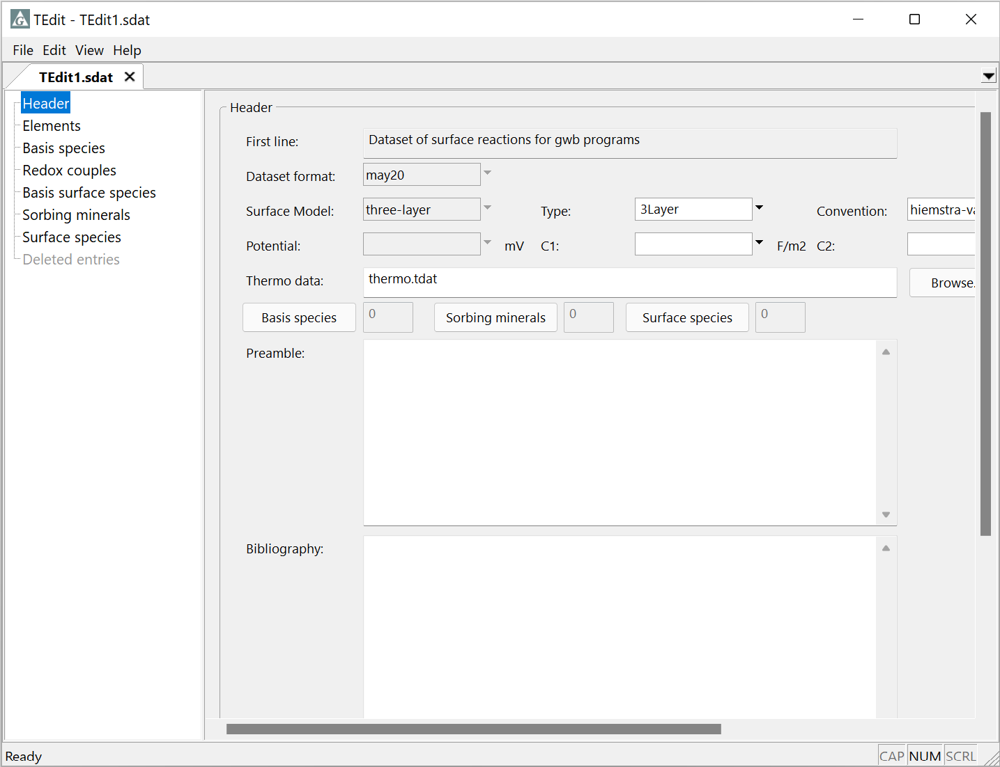 TEdit - TEdit1.sdat
File Edit View Help
TEdit1.sdat
Header
Elements
Basis species
Redox couples
Basis surface species
Sorbing minerals
Surface species
Deleted entries
Header
First line: Dataset of surface reactions for gwb programs
Dataset format: may20
Surface Model: three-layer Type: 3Layer Convention: hiemstra-va
Potential: mV C1: F/m2 C2:
Thermo data: thermo.tdat Browse.
Basis species 0 Sorbing minerals 0 Surface species 0
Preamble:
Bibliography:
Ready CAP NUM SCRL